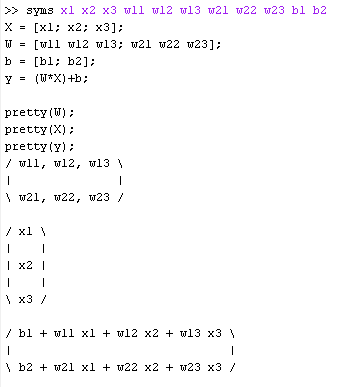 >> syms x1 x2 x3 w11 w12 w13 w21 w22 w23 b1 b2
X = [x1; x2; x3];
W = [w11 w12 w13; w21 w22 w23];
b = [b1; b2];
y = (W*X)+b;
pretty(W);
pretty(X);
pretty(y);
/ w11, w12, w13 \
|               |
\ w21, w22, w23 /
/ x1 \
|    |
| x2 |
|    |
\ x3 /
/ b1 + w11 x1 + w12 x2 + w13 x3 \
|                               |
\ b2 + w21 x1 + w22 x2 + w23 x3 /